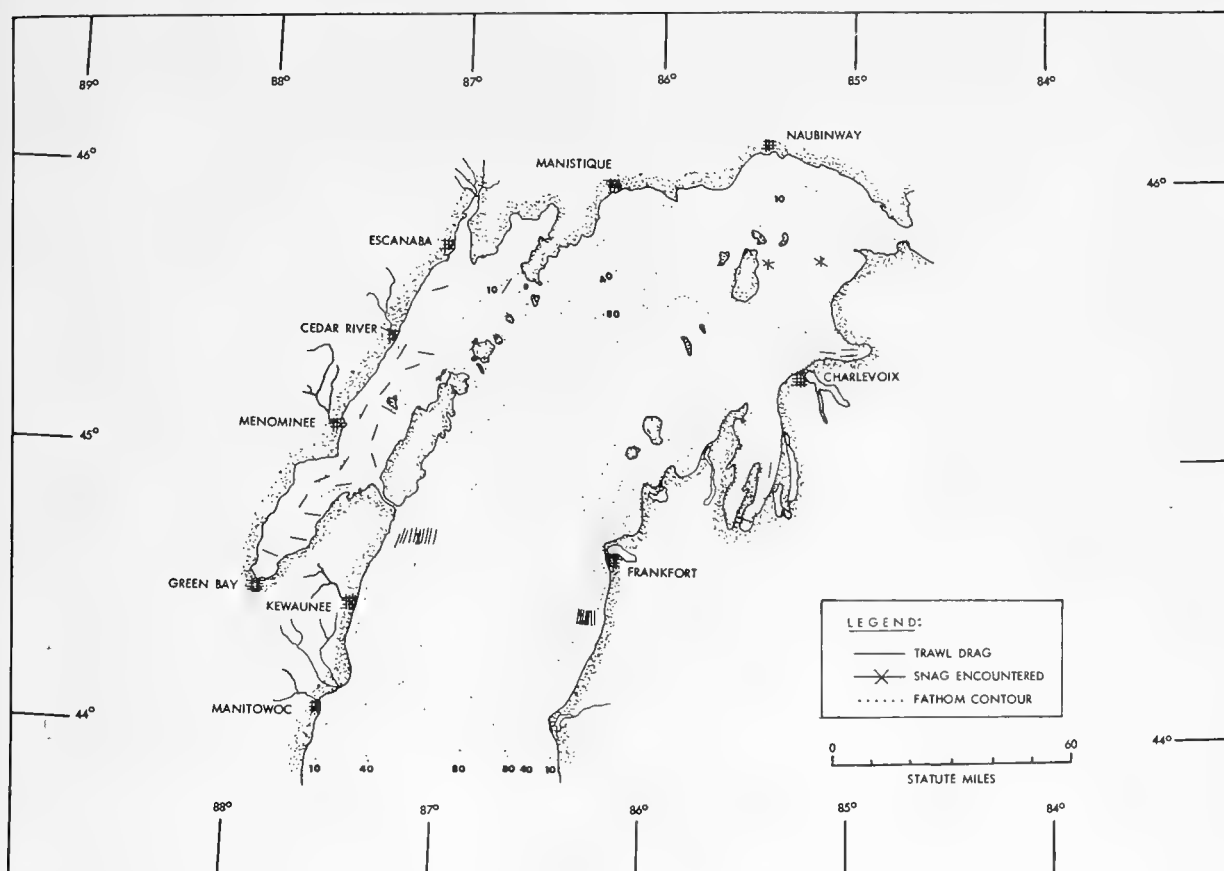 89° 88° 87° 86° 85° 84°
NAUBINWAY
46°
MANISTIQUE
46°
10
ESCANABA
40
10
80
CEDAR RIVER
CHARLEVOIX
MENOMINEE
45°
FRANKFORT
GREEN BAY
KEWAUNEE
LEGEND:
TRAWL DRAG
SNAG ENCOUNTERED
FATHOM CONTOUR
MANITOWOC
44°
44°
0 60
STATUTE MILES
10 40 80 80 40 10
88° 87° 86° 85° 84°